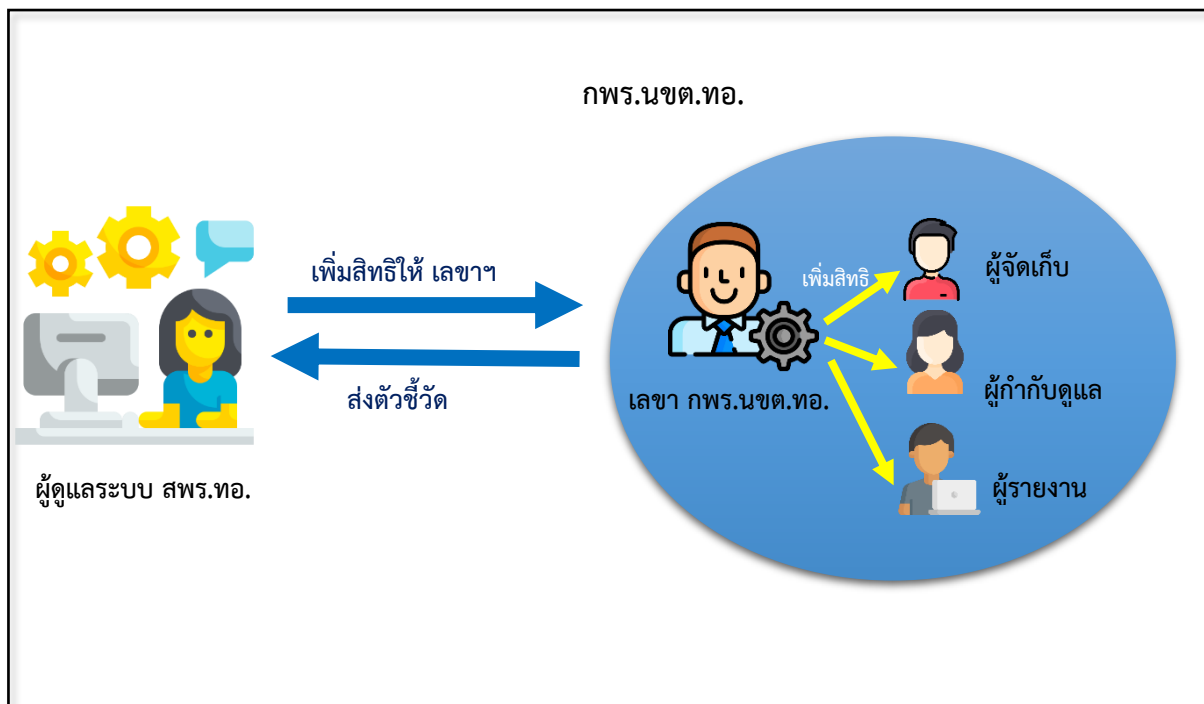 กพร.นขต.ทอ.
เพิ่มสิทธิให้ เลขาฯ
ส่งตัวชี้วัด
ผู้ดูแลระบบ สพร.ทอ.
เพิ่มสิทธิ
เลขา กพร.นขต.ทอ.
ผู้จัดเก็บ
ผู้กำกับดูแล
ผู้รายงาน